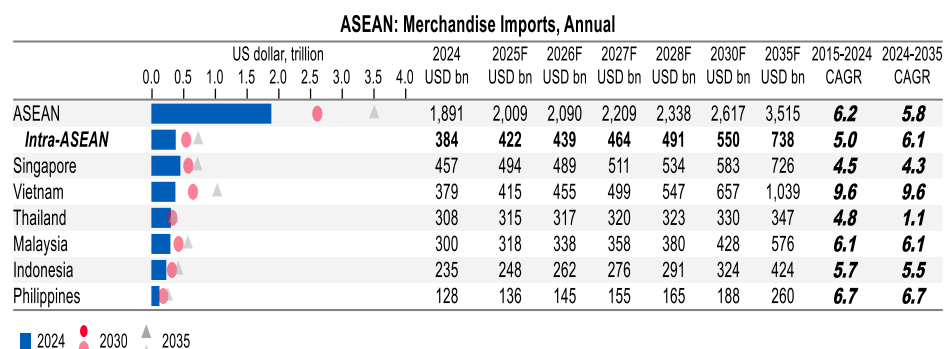 ASEAN: Merchandise Imports, Annual
US dollar, trillion 2024 2025F 2026F 2027F 2028F 2030F 2035F 2015-2024 2024-2035
0.0 0.5 1.0 1.5 2.0 2.5 3.0 3.5 4.0 USD bn USD bn USD bn USD bn USD bn USD bn USD bn CAGR CAGR
ASEAN 1,891 2,009 2,090 2,209 2,338 2,617 3,515 6.2 5.8
Intra-ASEAN 384 422 439 464 491 550 738 5.0 6.1
Singapore 457 494 489 511 534 583 726 4.5 4.3
Vietnam 379 415 455 499 547 657 1,039 9.6 9.6
Thailand 308 315 317 320 323 330 347 4.8 1.1
Malaysia 300 318 338 358 380 428 576 6.1 6.1
Indonesia 235 248 262 276 291 324 424 5.7 5.5
Philippines 128 136 145 155 165 188 260 6.7 6.7
2024 2030 2035